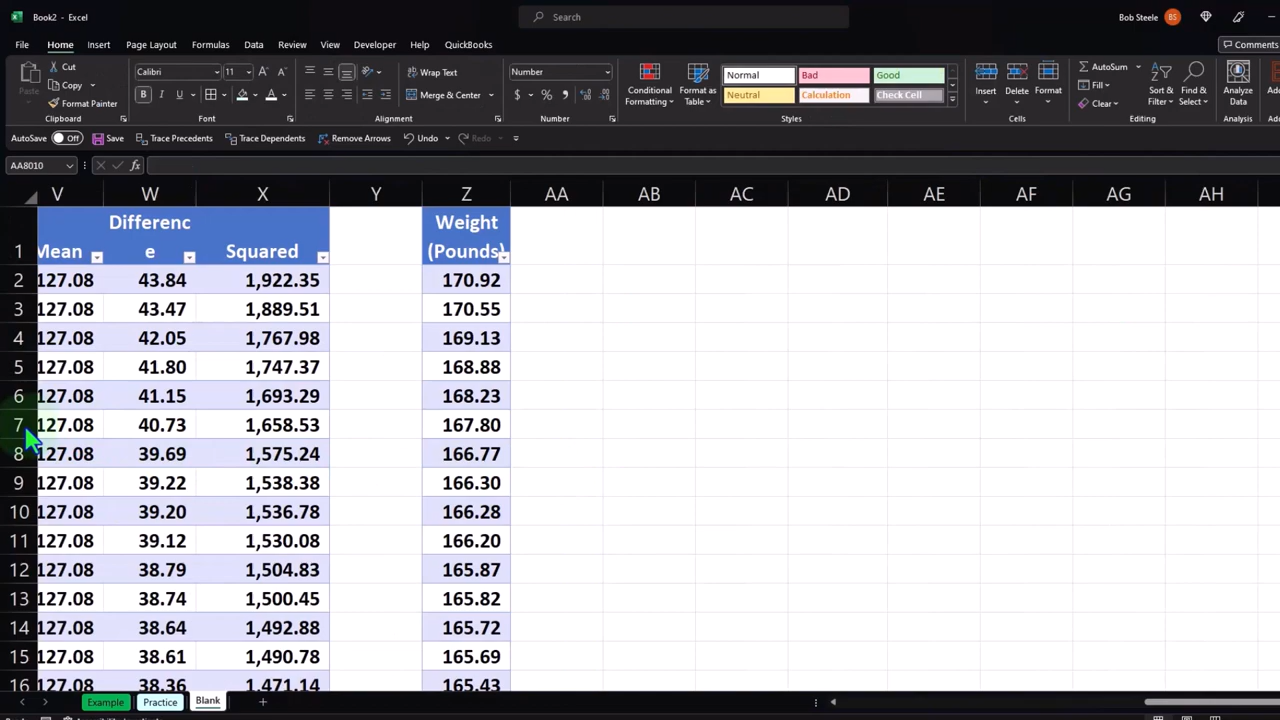 Book2 - Excel
Search
Bob Steele BS
File Home Insert Page Layout Formulas Data Review View Developer Help QuickBooks
Comments
Paste
Cut
Copy
Format Painter
Clipboard
Calibri 11
B I U
Font
Wrap Text
Merge & Center
Alignment
Number
$ %
Number
Conditional Formatting
Format as Table
Normal Bad Good
Neutral Calculation Check Cell
Styles
Insert Delete Format
Cells
AutoSum
Fill
Clear
Sort & Filter
Find & Select
Editing
Analyze Data
Analysis
AutoSave Off Save Trace Precedents Trace Dependents Remove Arrows Undo Redo
AA8010 fx
V W X Y Z AA AB AC AD AE AF AG AH
1 Mean Differenc e Squared Weight (Pounds)
2 127.08 43.84 1,922.35 170.92
3 127.08 43.47 1,889.51 170.55
4 127.08 42.05 1,767.98 169.13
5 127.08 41.80 1,747.37 168.88
6 127.08 41.15 1,693.29 168.23
7 127.08 40.73 1,658.53 167.80
8 127.08 39.69 1,575.24 166.77
9 127.08 39.22 1,538.38 166.30
10 127.08 39.20 1,536.78 166.28
11 127.08 39.12 1,530.08 166.20
12 127.08 38.79 1,504.83 165.87
13 127.08 38.74 1,500.45 165.82
14 127.08 38.64 1,492.88 165.72
15 127.08 38.61 1,490.78 165.69
16 127.08 38.36 1,471.14 165.43
Example Practice Blank